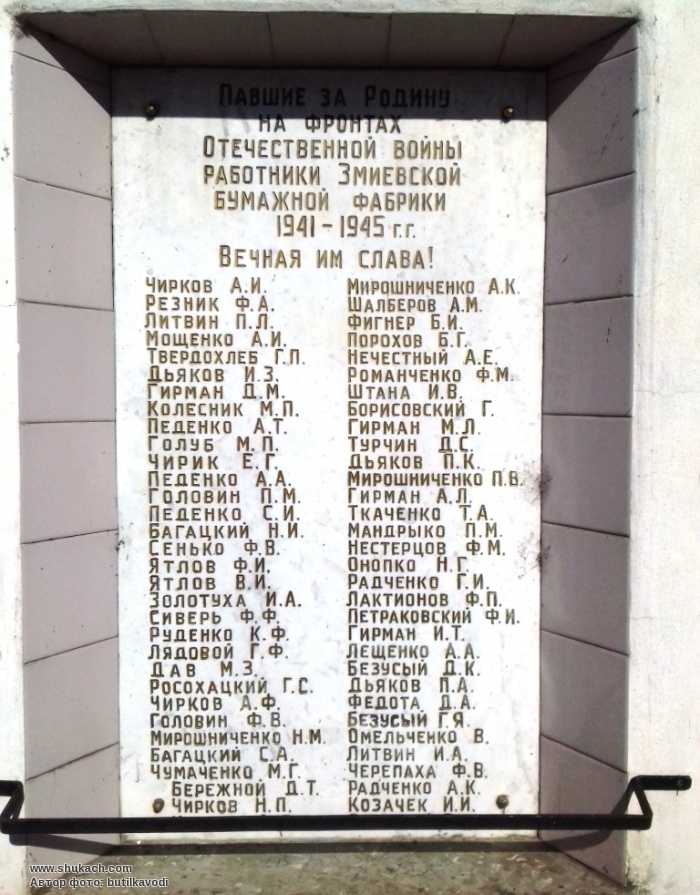 Павшие за Родину
на фронтах
Отечественной войны
работники Змиевской
бумажной фабрики
1941 - 1945 г.г.
Вечная им слава!
Чирков А.И.
Резник Ф.А.
Литвин П.Л.
Мощенко А.И.
Твердохлеб Г.П.
Дьяков И.З.
Гирман Д.М.
Колесник М.П.
Педенко А.Т.
Голуб М.П.
Чирик Е.Г.
Педенко А.А.
Головин П.М.
Педенко С.И.
Багацкий Н.И.
Сенько Ф.В.
Ятлов Ф.И.
Ятлов В.И.
Золотуха И.А.
Сиверь Ф.Ф.
Руденко К.Ф.
Лядовой Г.Ф.
Дав М.З.
Росохацкий Г.С.
Чирков А.Ф.
Головин Ф.В.
Мирошниченко Н.М.
Багацкий С.А.
Чумаченко М.Г.
Бережной Д.Т.
Чирков Н.П.
Мирошниченко А.К.
Шалберов А.М.
Фигнер Б.И.
Порохов Б.Г.
Нечестный А.Е.
Романченко Ф.М.
Штана И.В.
Борисовский Г.
Гирман М.Л.
Турчин Д.С.
Дьяков П.К.
Мирошниченко П.В.
Гирман А.Л.
Ткаченко Т.А.
Мандрыко П.М.
Нестерцов Ф.М.
Онопко Н.Г.
Радченко Г.И.
Лактионов Ф.П.
Петраковский Ф.И.
Гирман И.Т.
Лещенко А.А.
Безусый Д.К.
Дьяков П.А.
Федота Д.А.
Безусый Г.Я.
Омельченко В.
Литвин И.А.
Черепаха Ф.В.
Радченко А.К.
Козачек И.И.
www.shukach.com
Автор фото: butilkavodi